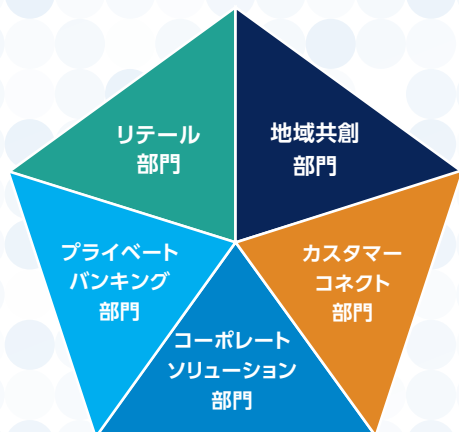 リテール
部門
地域共創
部門
プライベート
バンキング
部門
カスタマー
コネクト
部門
コーポレート
ソリューション
部門